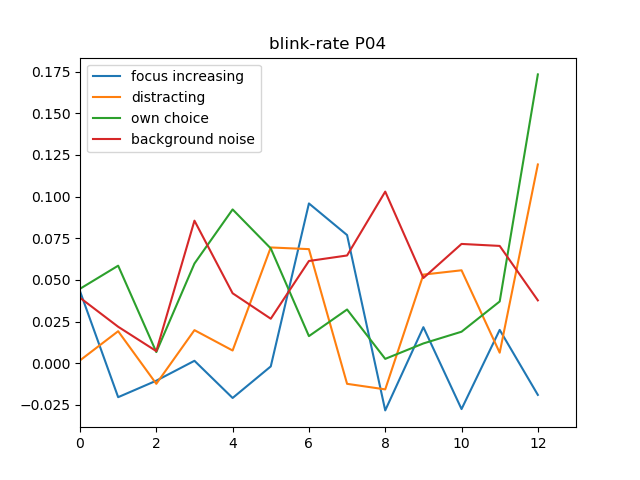 blink-rate P04
focus increasing
distracting
own choice
background noise
0.175
0.150
0.125
0.100
0.075
0.050
0.025
0.000
−0.025
0 2 4 6 8 10 12